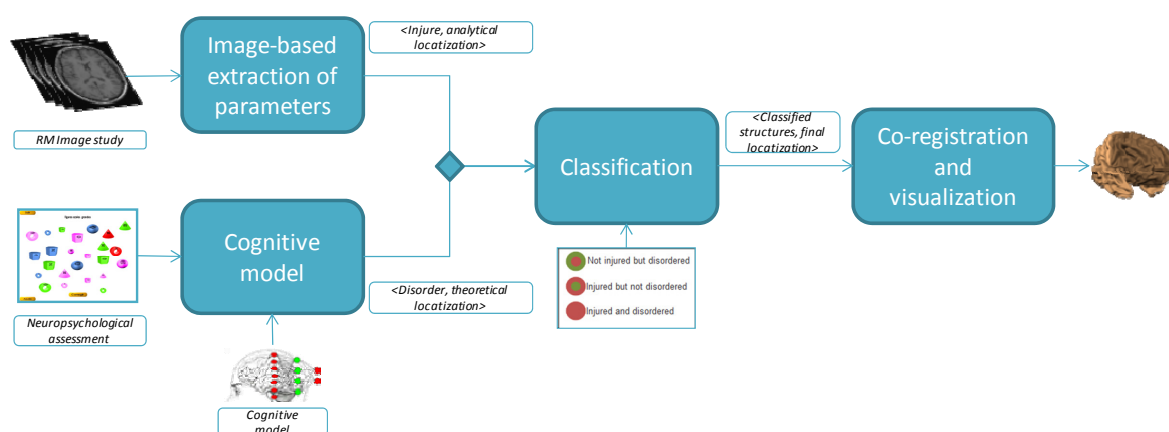 <Injure, analytical
locatization>
Image-based
extraction of
parameters
RM Image study
<Classified
structures, final
locatization>
Classification
Co-registration
and
visualization
Cognitive
model
<Disorder, theoretical
locatization>
Neuropsychological
assessment
Not injured but disordered
Injured but not disordered
Injured and disordered
Cognitive
model